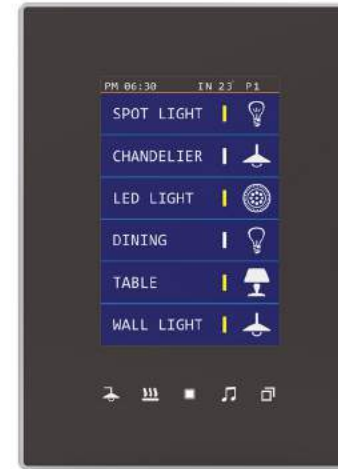 PM 06:30 IN 23° P1
SPOT LIGHT
CHANDELIER
LED LIGHT
DINING
TABLE
WALL LIGHT